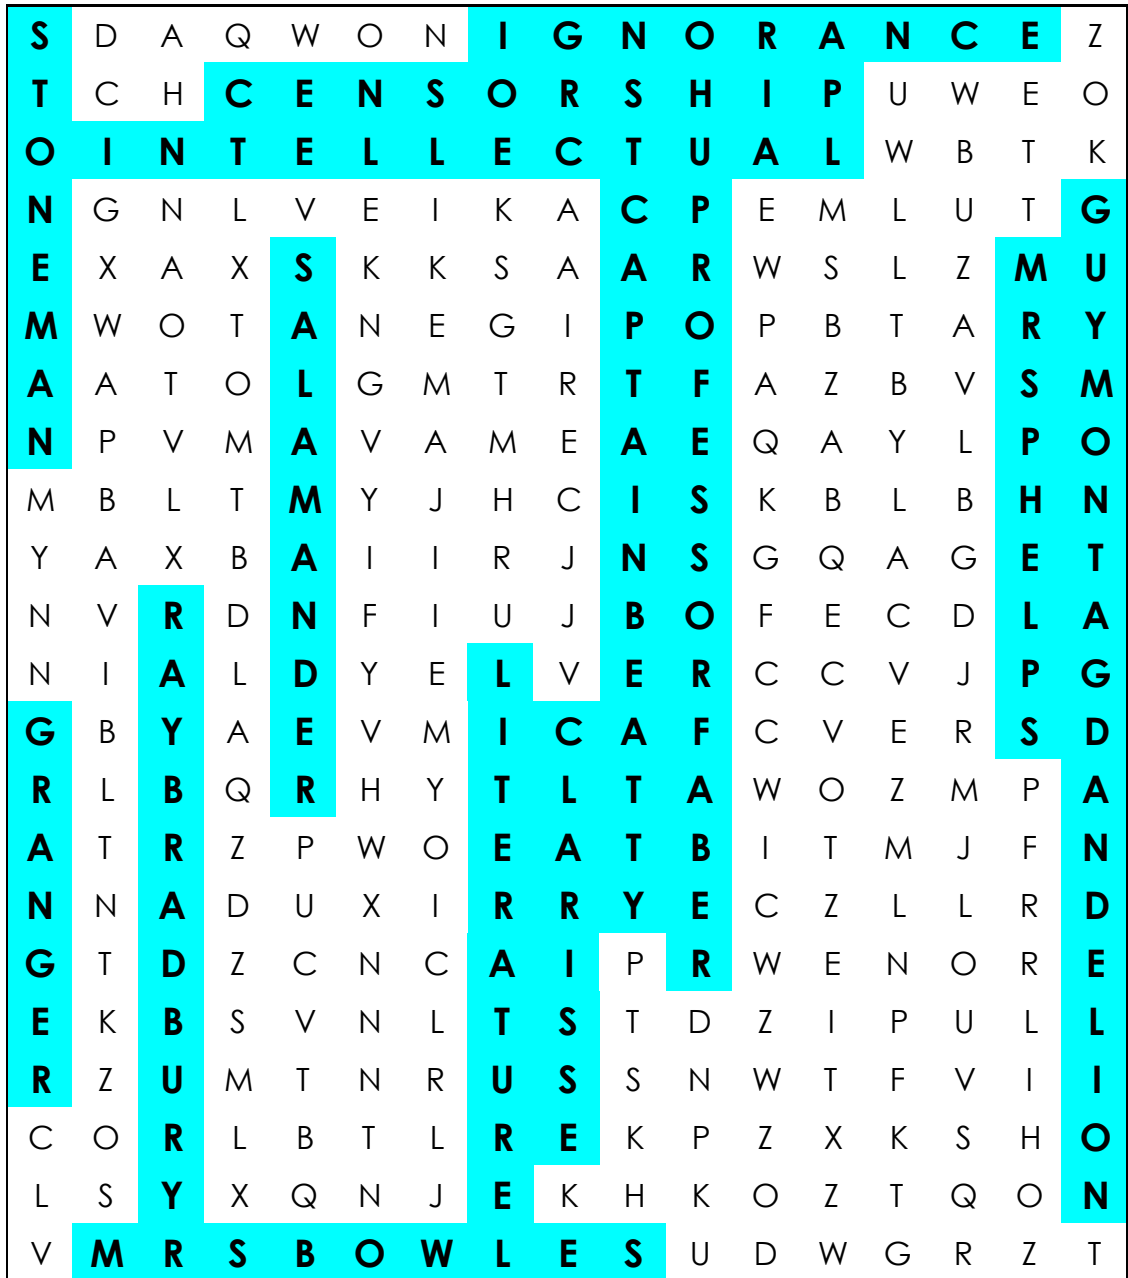 S D A Q W O N I G N O R A N C E Z
T C H C E N S O R S H I P U W E O
O I N T E L L E C T U A L W B T K
N G N L V E I K A C P E M L U T G
E X A X S K K S A A R W S L Z M U
M W O T A N E G I P O P B T A R Y
A A T O L G M T R T F A Z B V S M
N P V M A V A M E A E Q A Y L P O
M B L T M Y J H C I S K B L B H N
Y A X B A I I R J N S G Q A G E T
N V R D N F I U J B O F E C D L A
N I A L D Y E L V E R C C V J P G
G B Y A E V M I C A F C V E R S D
R L B Q R H Y T L T A W O Z M P A
A T R Z P W O E A T B I T M J F N
N N A D U X I R R Y E C Z L L R D
G T D Z C N C A I P R W E N O R E
E K B S V N L T S T D Z I P U L L
R Z U M T N R U S S N W T F V I I
C O R L B T L R E K P Z X K S H O
L S Y X Q N J E K H K O Z T Q O N
V M R S B O W L E S U D W G R Z T